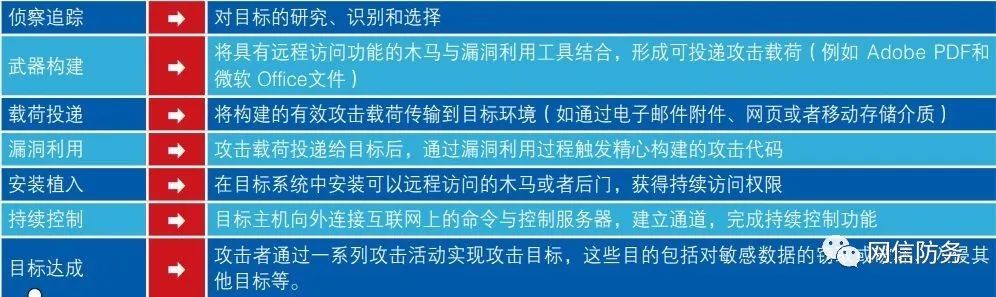 侦察追踪
对目标的研究、识别和选择
武器构建
将具有远程访问功能的木马与漏洞利用工具结合，形成可投递攻击载荷（例如 Adobe PDF和
微软 Office文件）
载荷投递
将构建的有效攻击载荷传输到目标环境（如通过电子邮件附件、网页或者移动存储介质）
漏洞利用
攻击载荷投递给目标后，通过漏洞利用过程触发精心构建的攻击代码
安装植入
在目标系统中安装可以远程访问的木马或者后门，获得持续访问权限
持续控制
目标主机向外连接互联网上的命令与控制服务器，建立通道，完成持续控制功能
目标达成
攻击者通过一系列攻击活动实现攻击目标，这些目的包括对敏感数据的窃
他目标等。
网信防务